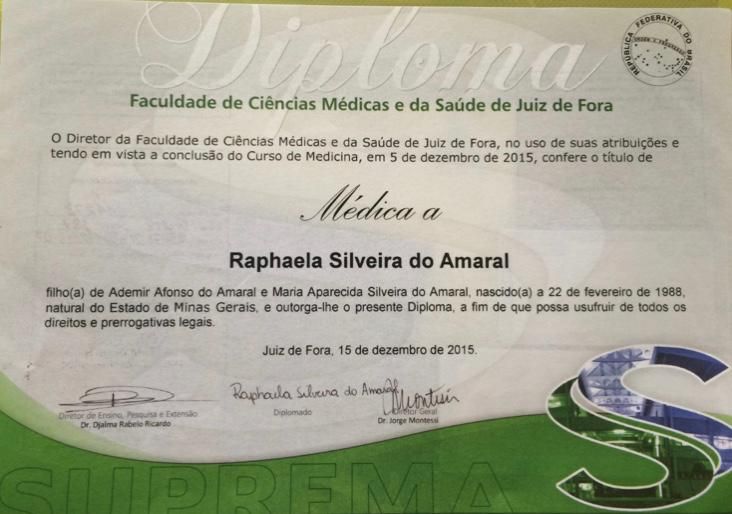 Diploma
REPÚBLICA FEDERATIVA DO BRASIL
Faculdade de Ciências Médicas e da Saúde de Juiz de Fora
O Diretor da Faculdade de Ciências Médicas e da Saúde de Juiz de Fora, no uso de suas atribuições e
tendo em vista a conclusão do Curso de Medicina, em 5 de dezembro de 2015, confere o título de
Médica a
Raphaela Silveira do Amaral
filho(a) de Ademir Afonso do Amaral e Maria Aparecida Silveira do Amaral, nascido(a) a 22 de fevereiro de 1988,
natural do Estado de Minas Gerais, e outorga-lhe o presente Diploma, a fim de que possa usufruir de todos os
direitos e prerrogativas legais.
Juiz de Fora, 15 de dezembro de 2015.
Raphaela Silveira do Amaral
Montessi
Diretor de Ensino, Pesquisa e Extensão
Dr. Djalma Rabelo Ricardo
Diplomado
Diretor Geral
Dr. Jorge Montessi
S
SUPREMA